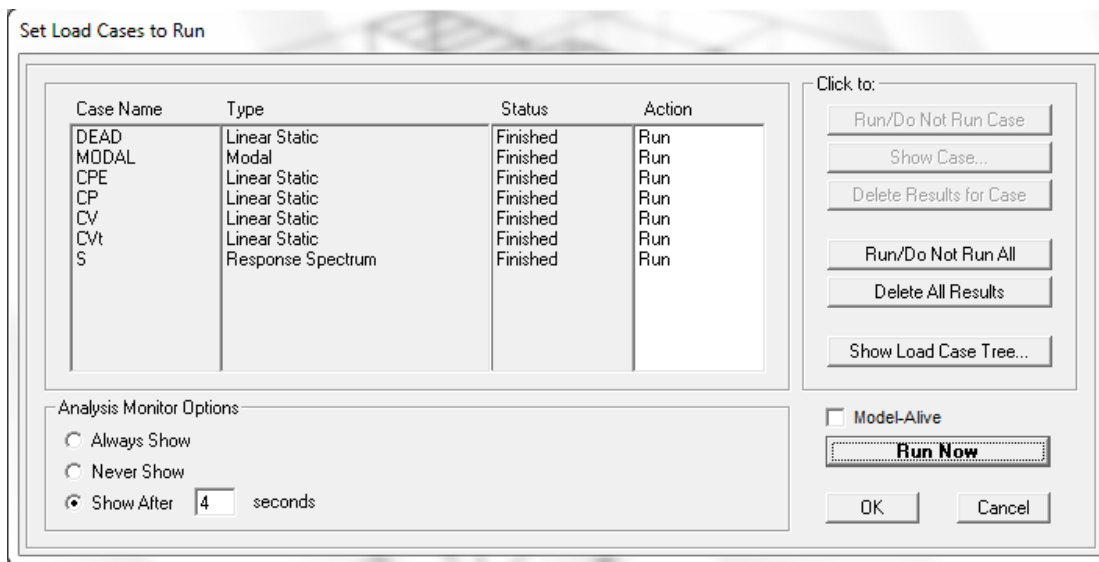 Set Load Cases to Run
Click to:
Case Name Type Status Action
DEAD Linear Static Finished Run
MODAL Modal Finished Run
CPE Linear Static Finished Run
CP Linear Static Finished Run
CV Linear Static Finished Run
CVt Linear Static Finished Run
S Response Spectrum Finished Run
Run/Do Not Run Case
Show Case...
Delete Results for Case
Run/Do Not Run All
Delete All Results
Show Load Case Tree...
Analysis Monitor Options
Always Show
Never Show
Show After 4 seconds
Model-Alive
Run Now
OK Cancel